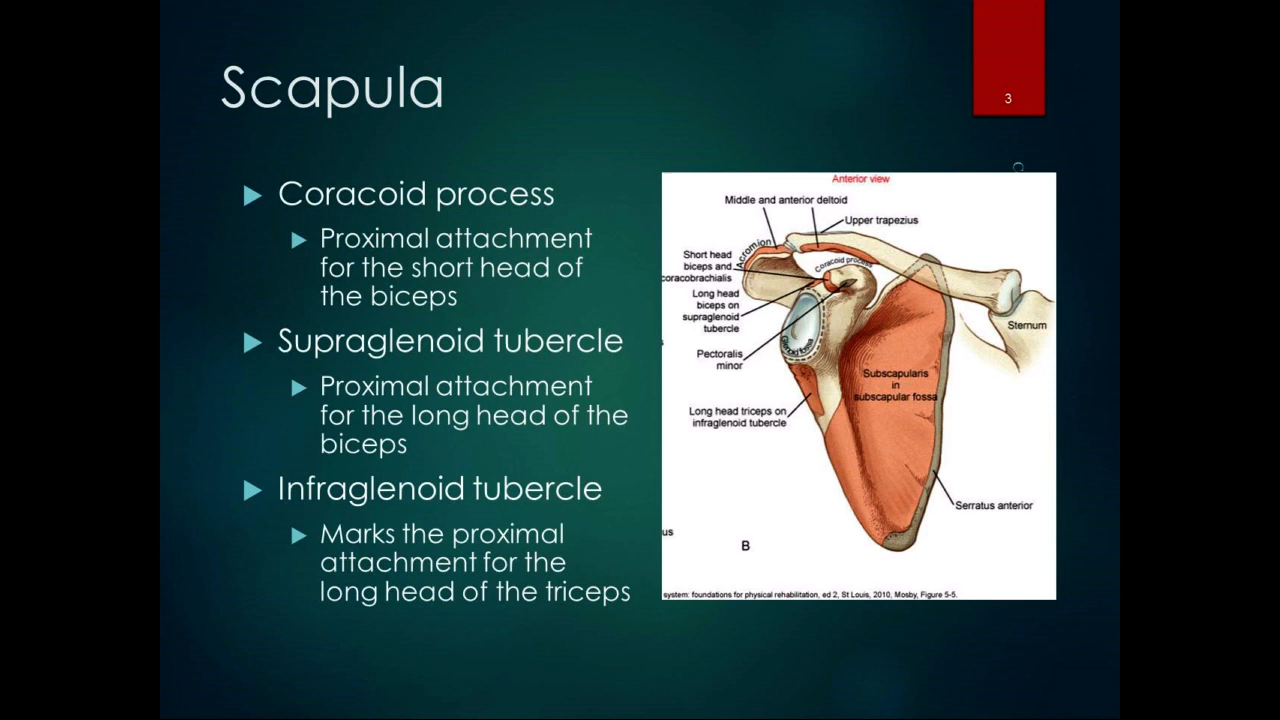 Scapula
3
Coracoid process
Proximal attachment
for the short head of
the biceps
Supraglenoid tubercle
Proximal attachment
for the long head of the
biceps
Infraglenoid tubercle
Marks the proximal
attachment for the
long head of the triceps
Anterior view
Middle and anterior deltoid
Upper trapezius
Acromion
Coracoid process
Short head
biceps and
coracobrachialis
Long head
biceps on
supraglenoid
tubercle
Sternum
Glenoid fossa
Pectoralis
minor
Subscapularis
in
subscapular fossa
Long head triceps on
infraglenoid tubercle
Serratus anterior
us
B
system: foundations for physical rehabilitation, ed 2, St Louis, 2010, Mosby, Figure 5-5.